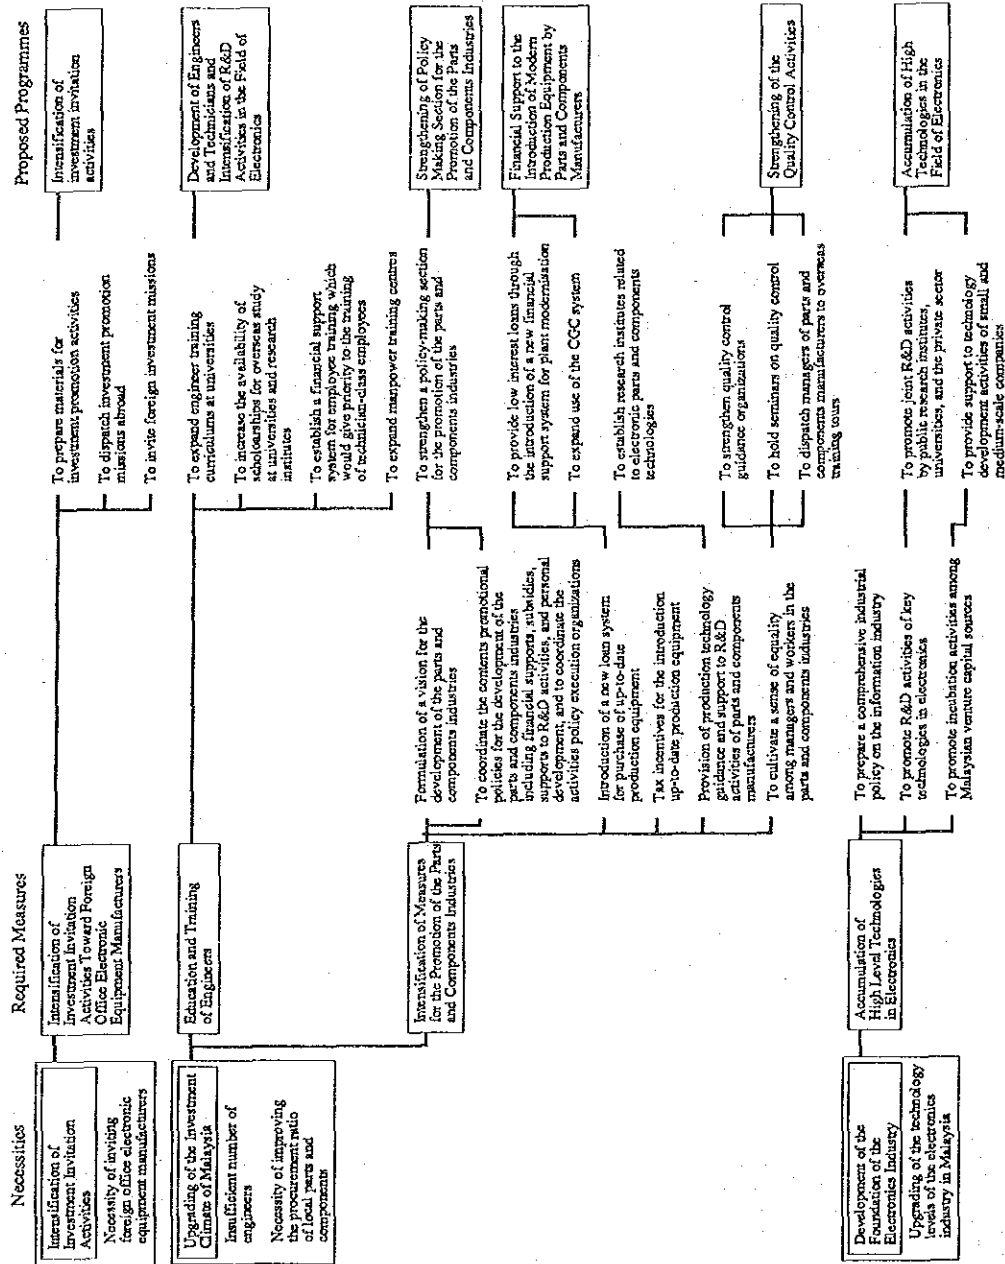 Necessities
Required Measures
Proposed Programmes
Intensification of
Investment Invitation
Activities
Necessity of inviting
foreign office electronic
equipment manufacturers
Intensification of
Investment Invitation
Activities Toward Foreign
Office Electronic
Equipment Manufacturers
To prepare materials for
investment promotion activities
To dispatch investment promotion
missions abroad
To invite foreign investment missions
Intensification of
investment invitation
activities
Upgrading of the Investment
Climate of Malaysia
Insufficient number of
engineers
Necessity of improving
the procurement ratio
of local parts and
components
Education and Training
of Engineers
To expand engineer training
curriculums at universities
To increase the availability of
scholoarships for overseas study
at universities and research
institutes
To establish a financial support
system for employee training which
would give priority to the training
of technician-class employees
To expand manpower training centres
Development of Engineers
and Technicians and
Intensification of R&D
Activities in the Field of
Electronics
Intensification of Measures
for the Promotion of the Parts
and Components Industries
Formulation of a vision for the
development of the parts and
components industries
To coordinate the contents promotional
policies for the development of the
parts and components industries
including financial supports, subsidies,
supports to R&D activities, and personal
development, and to coordinate the
activities policy execution organizations
Introduction of a new loan system
for purchase of up-to-date
production equipment
Tax incentives for the introduction
up-to-date production equipment
Provision of production technology
guidance and support to R&D
activities of parts and components
manufacturers
To cultivate a sense of equality
among managers and workers in the
parts and components industries
To strengthen a policy-making section
for the promotion of the parts and
components industries
To provide low interest loans through
the introduction of a new financial
support system for plant modernisation
To expand use of the CGC system
To establish research institutes related
to electronic parts and components
technologies
To strengthen quality control
guidance organizations
To hold seminars on quality control
To dispatch managers of parts and
components manufacturers to overseas
training tours
Strengthening of Policy
Making Section for the
Promotion of the Parts
and Components Industries
Financial Support to the
Introduction of Modern
Production Equipment by
Parts and Components
Manufacturers
Strengthening of the
Quality Control Activities
Development of the
Foundation of the
Electronics Industry
Upgrading of the technology
levels of the electronics
industry in Malaysia
Accumulation of
High Level Technologies
in Electronics
To prepare a comprehensive industrial
policy on the information industry
To promote R&D activities of key
technologies in electronics
To promote incubation activities among
Malaysian venture capital sources
To promote joint R&D activities
by public research institutes,
universities, and the private sector
To provide support to technology
development activities of small and
medium-scale companies
Accumulation of High
Technologies in the
Field of Electronics